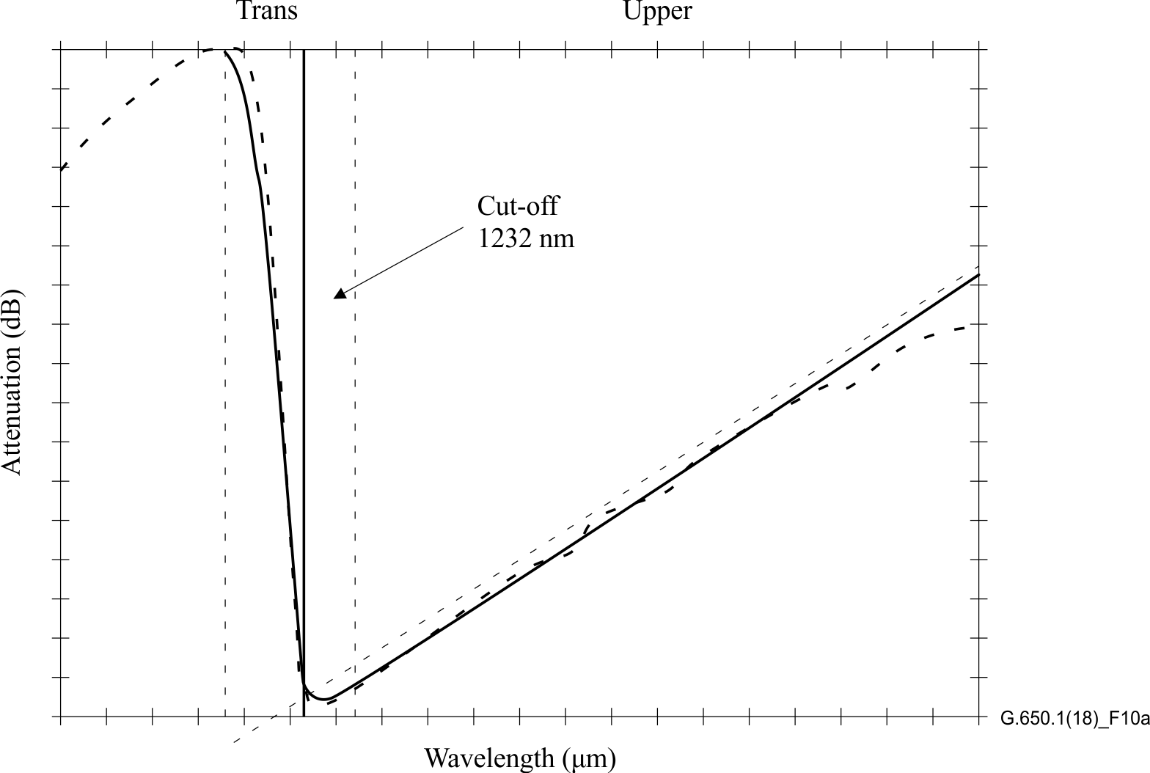 Trans
Upper
Cut-off
1232 nm
Attenuation (dB)
G.650.1(18)_F10a
Wavelength (μm)